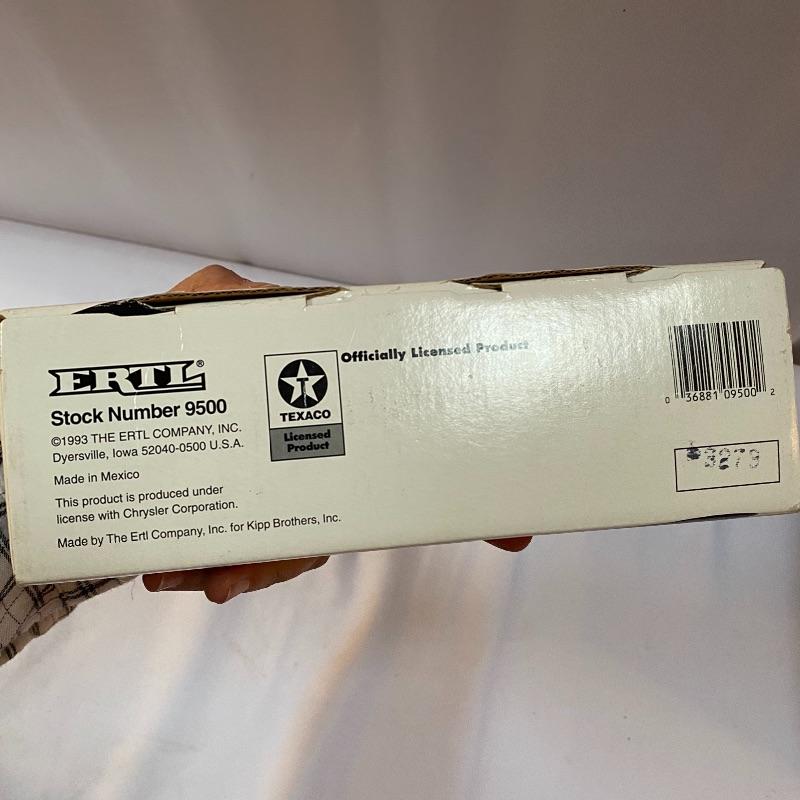 ERTL®
Stock Number 9500
©1993 THE ERTL COMPANY, INC.
Dyersville, Iowa 52040-0500 U.S.A.
Made in Mexico
This product is produced under
license with Chrysler Corporation.
Made by The Ertl Company, Inc. for Kipp Brothers, Inc.
T
TEXACO
Licensed
Product
Officially Licensed Product
0 36881 09500 2